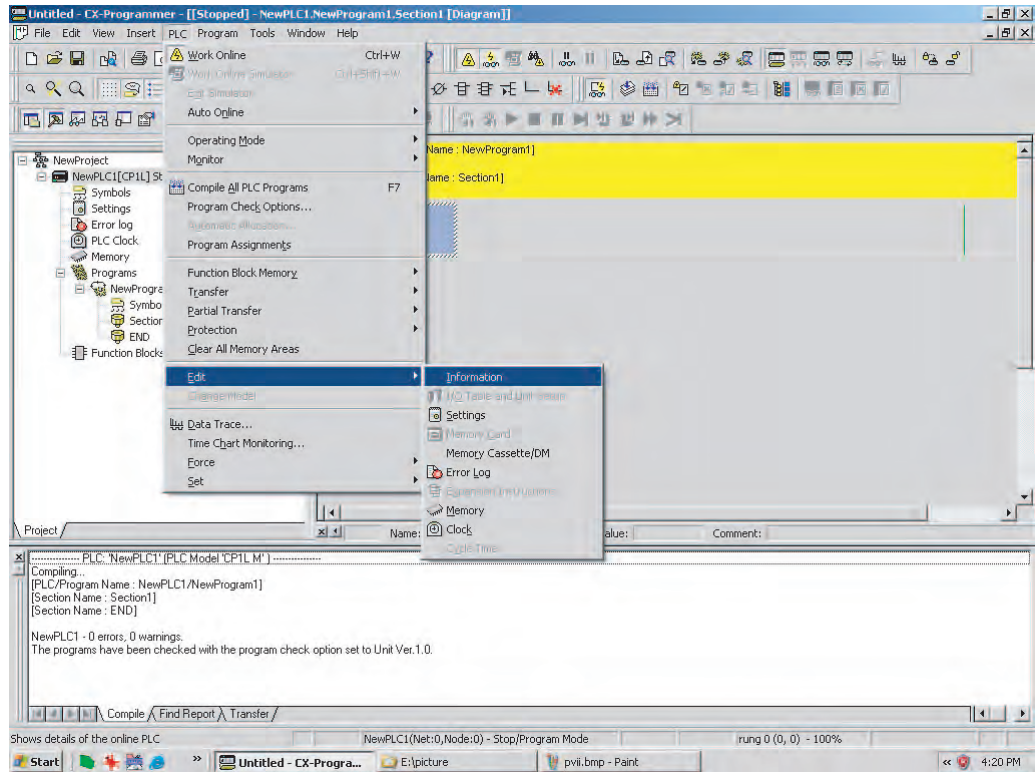 Untitled - CX-Programmer - [[Stopped] - NewPLC1.NewProgram1.Section1 [Diagram]]
File Edit View Insert PLC Program Tools Window Help
Work Online Ctrl+W
Work Online Simulator Ctrl+Shift+W
Exit Simulator
Auto Online
Operating Mode
Monitor
Compile All PLC Programs F7
Program Check Options...
Automatic Allocation...
Program Assignments
Function Block Memory
Transfer
Partial Transfer
Protection
Clear All Memory Areas
Edit
Change Model
Data Trace...
Time Chart Monitoring...
Force
Set
Information
I/O Table and Unit Setup
Settings
Memory Card
Memory Cassette/DM
Error Log
Expansion Instructions
Memory
Clock
Cycle Time
NewProject
NewPLC1[CP1L] St
Symbols
Settings
Error log
PLC Clock
Memory
Programs
NewProgra
Symbo
Section
END
Function Blocks
Name : NewProgram1]
Name : Section1]
Project
Name:
alue:
Comment:
--------------- PLC: 'NewPLC1' (PLC Model 'CP1L M' ) ---------------
Compiling...
[PLC/Program Name : NewPLC1/NewProgram1]
[Section Name : Section1]
[Section Name : END]
NewPLC1 - 0 errors, 0 warnings.
The programs have been checked with the program check option set to Unit Ver.1.0.
Compile Find Report Transfer
Shows details of the online PLC NewPLC1(Net:0,Node:0) - Stop/Program Mode rung 0 (0, 0) - 100%
Start » Untitled - CX-Progra... E:\picture pvii.bmp - Paint « 4:20 PM